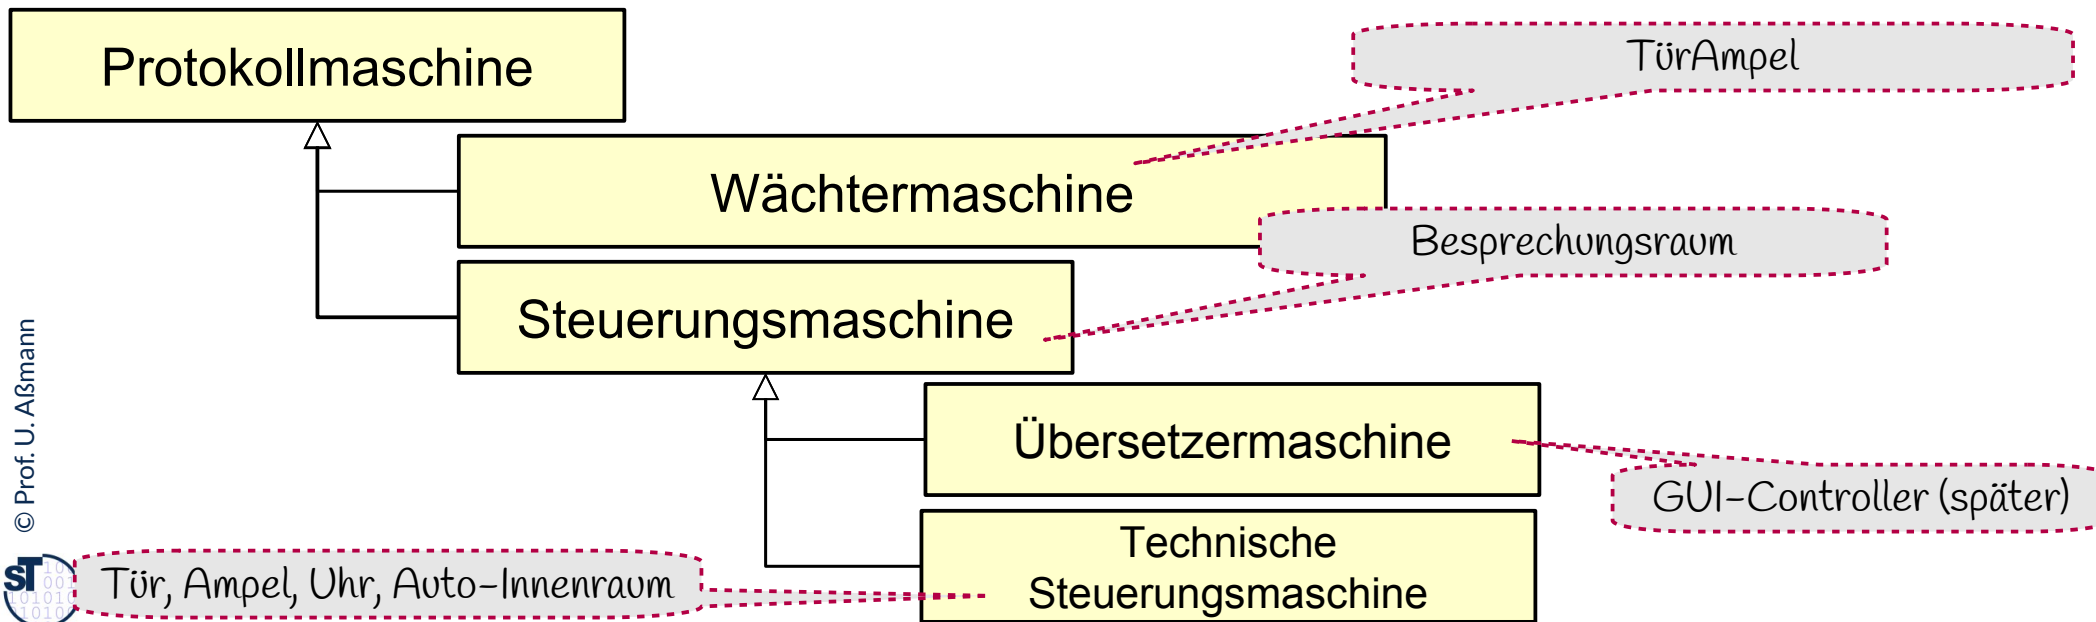 Protokollmaschine
TürAmpel
Wächtermaschine
Besprechungsraum
Steuerungsmaschine
Übersetzermaschine
GUI-Controller (später)
Technische
Steuerungsmaschine
Tür, Ampel, Uhr, Auto-Innenraum
© Prof. U. Aßmann
ST